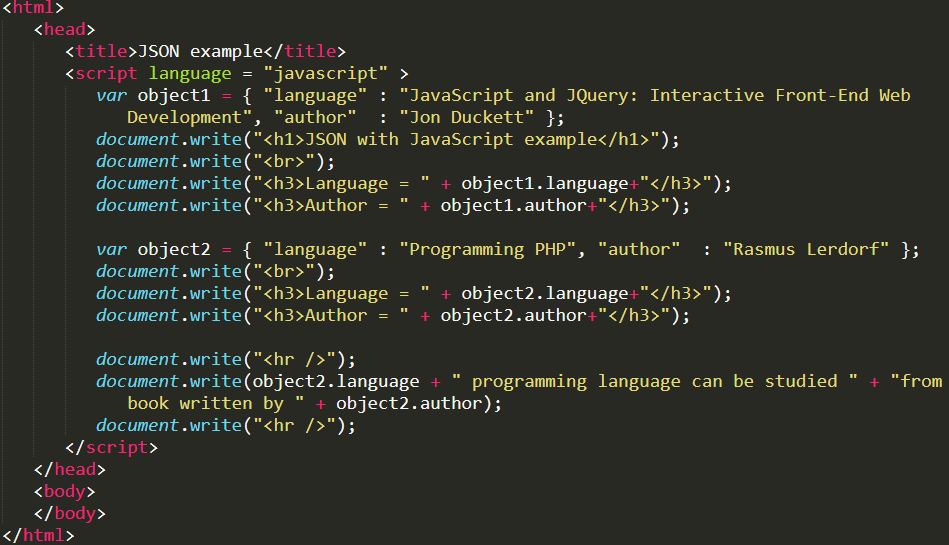 <html>
<head>
<title>JSON example</title>
<script language = "javascript" >
var object1 = { "language" : "JavaScript and JQuery: Interactive Front-End Web
Development", "author"  : "Jon Duckett" };
document.write("<h1>JSON with JavaScript example</h1>");
document.write("<br>");
document.write("<h3>Language = " + object1.language+"</h3>");
document.write("<h3>Author = " + object1.author+"</h3>");
var object2 = { "language" : "Programming PHP", "author"  : "Rasmus Lerdorf" };
document.write("<br>");
document.write("<h3>Language = " + object2.language+"</h3>");
document.write("<h3>Author = " + object2.author+"</h3>");
document.write("<hr />");
document.write(object2.language + " programming language can be studied " + "from
book written by " + object2.author);
document.write("<hr />");
</script>
</head>
<body>
</body>
</html>